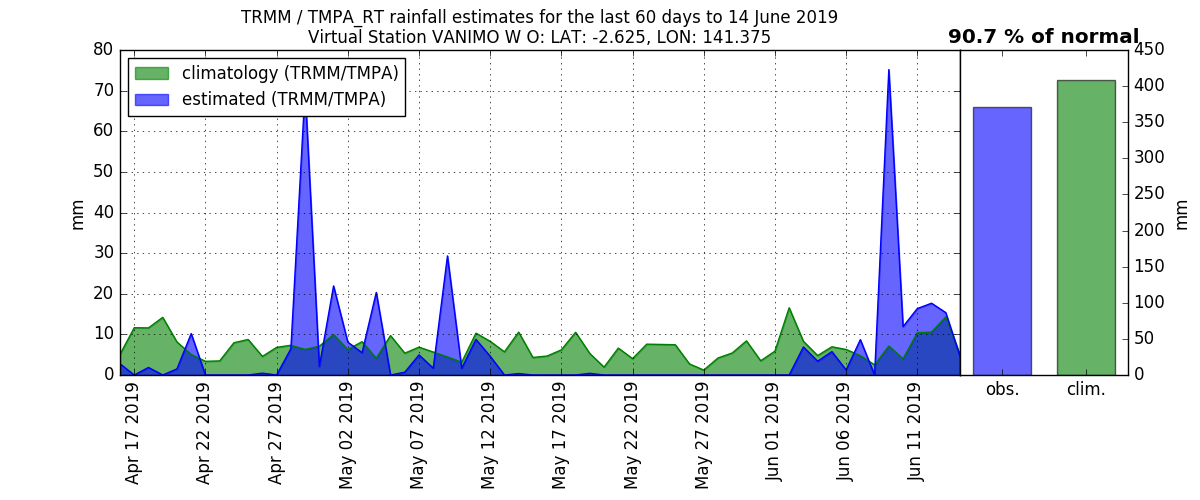 TRMM / TMPA_RT rainfall estimates for the last 60 days to 14 June 2019
Virtual Station VANIMO W O: LAT: -2.625, LON: 141.375
90.7 % of normal
climatology (TRMM/TMPA)
estimated (TRMM/TMPA)
mm
80
70
60
50
40
30
20
10
0
Apr 17 2019
Apr 22 2019
Apr 27 2019
May 02 2019
May 07 2019
May 12 2019
May 17 2019
May 22 2019
May 27 2019
Jun 01 2019
Jun 06 2019
Jun 11 2019
obs.
clim.
450
400
350
300
250
200
150
100
50
0
mm